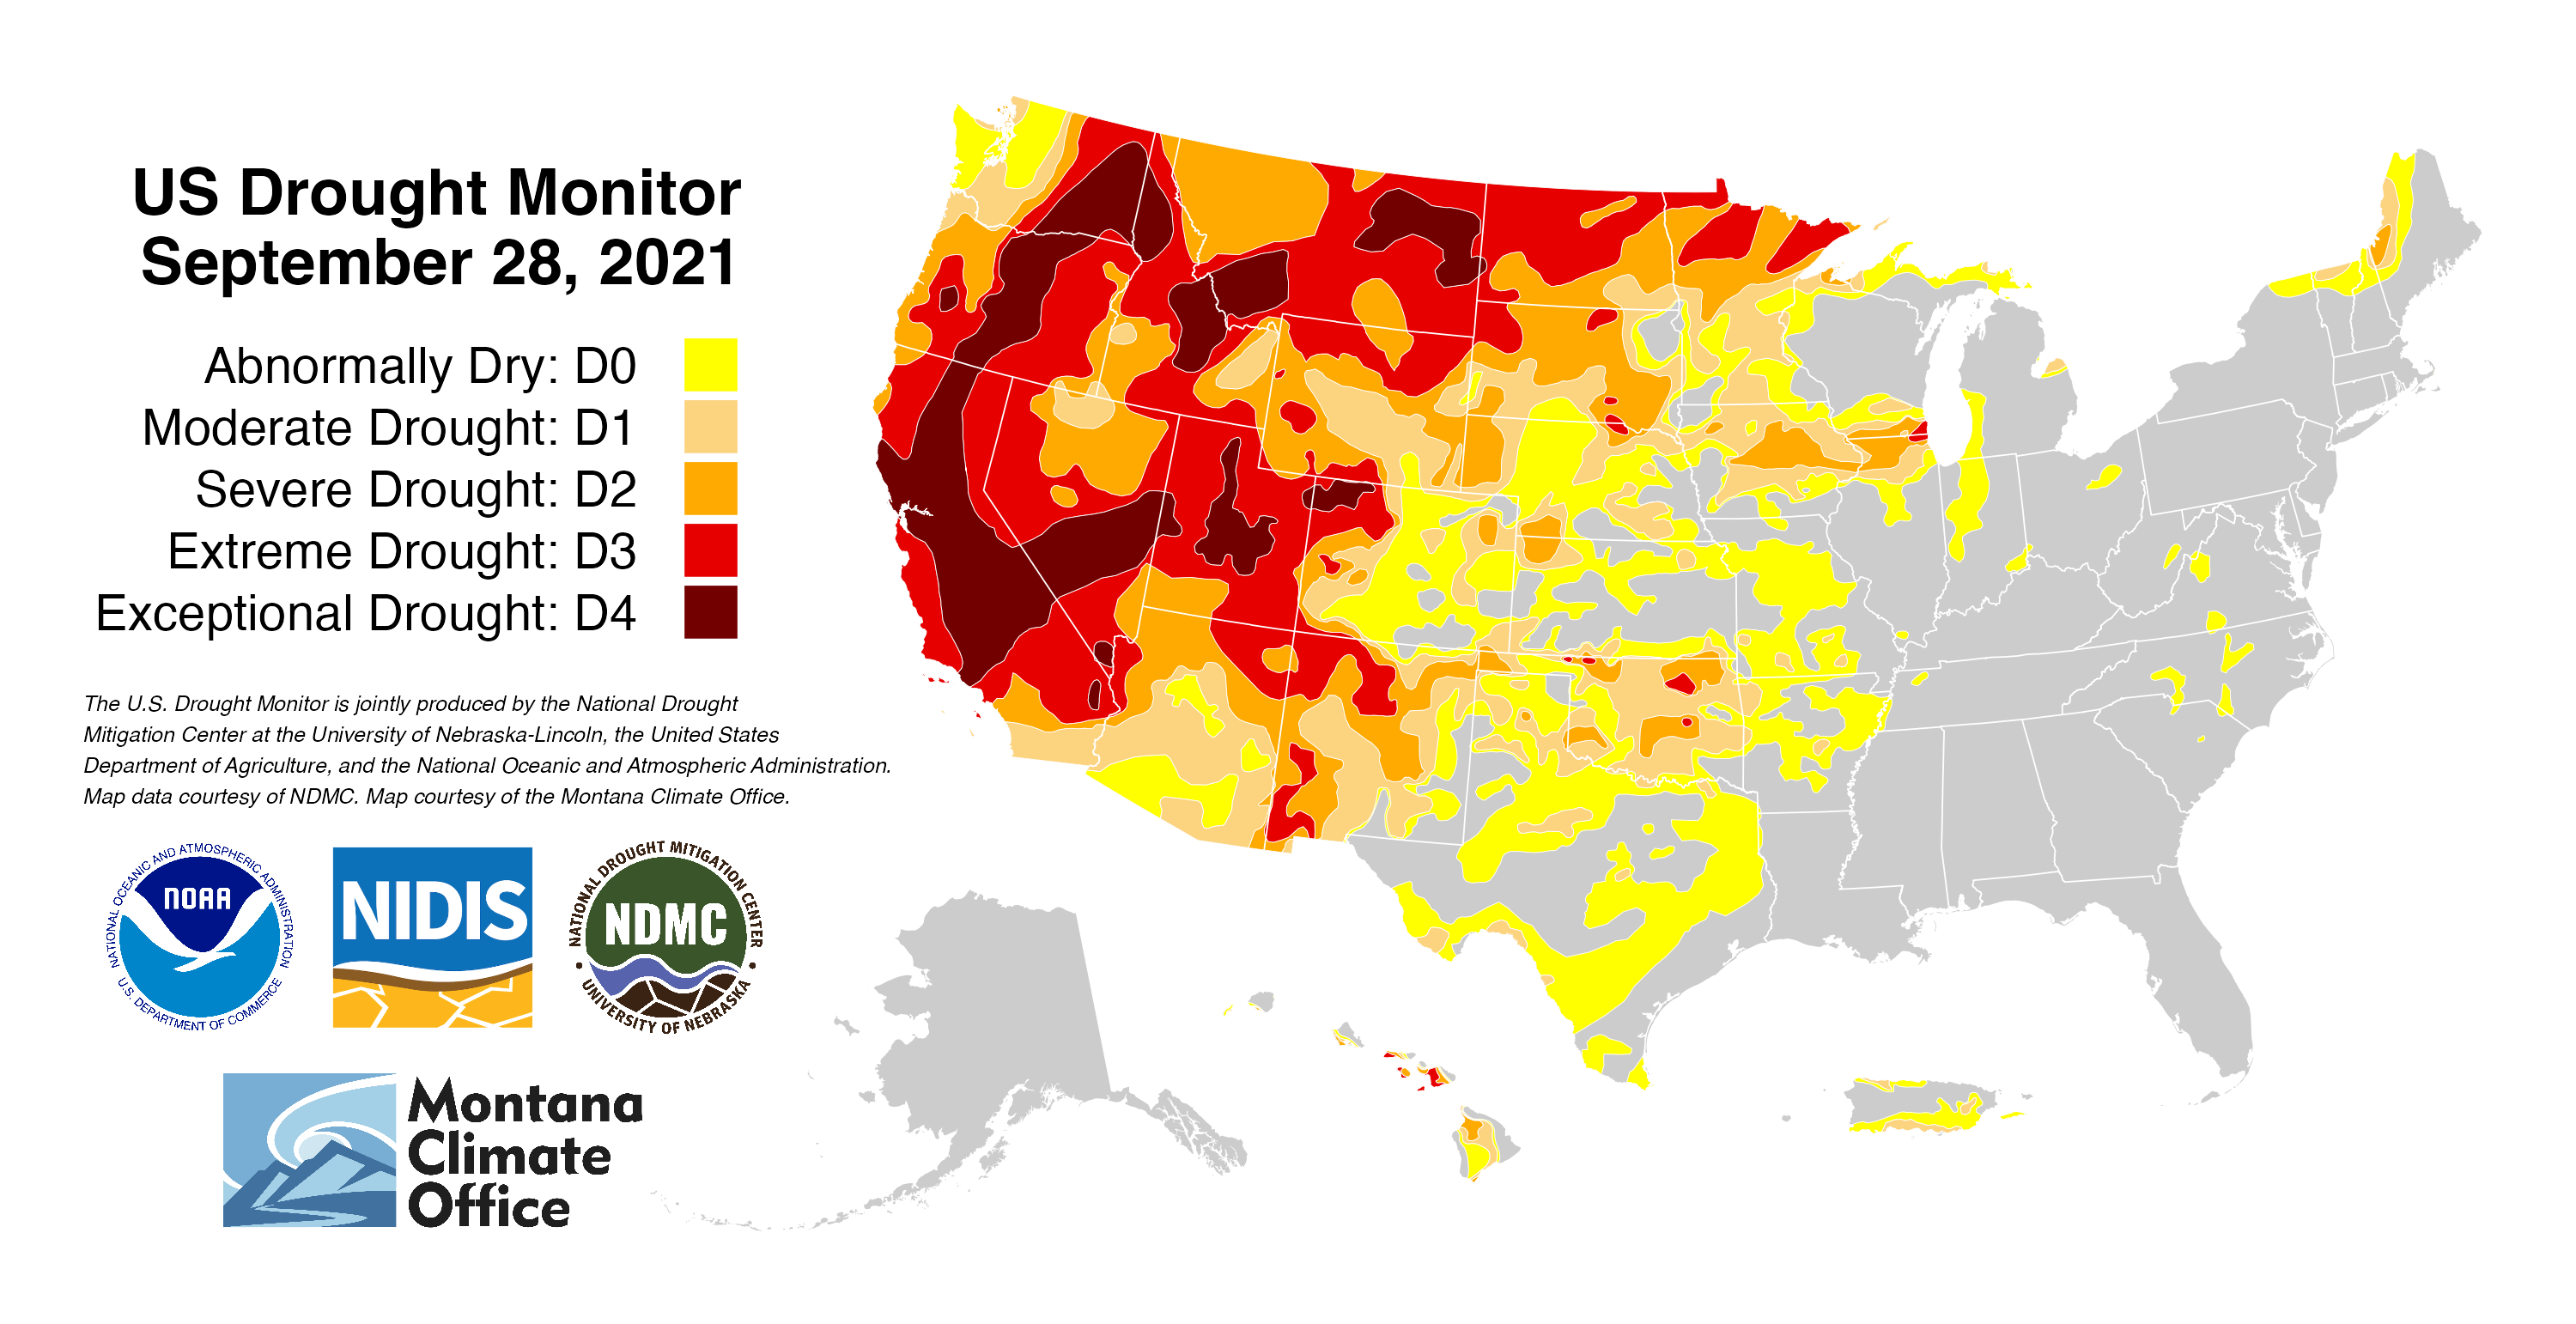 US Drought Monitor
September 28, 2021
Abnormally Dry: D0
Moderate Drought: D1
Severe Drought: D2
Extreme Drought: D3
Exceptional Drought: D4
The U.S. Drought Monitor is jointly produced by the National Drought
Mitigation Center at the University of Nebraska-Lincoln, the United States
Department of Agriculture, and the National Oceanic and Atmospheric Administration.
Map data courtesy of NDMC. Map courtesy of the Montana Climate Office.
NATIONAL OCEANIC AND ATMOSPHERIC ADMINISTRATION
NOAA
U.S. DEPARTMENT OF COMMERCE
NIDIS
NATIONAL DROUGHT MITIGATION CENTER
NDMC
UNIVERSITY OF NEBRASKA
Montana
Climate
Office